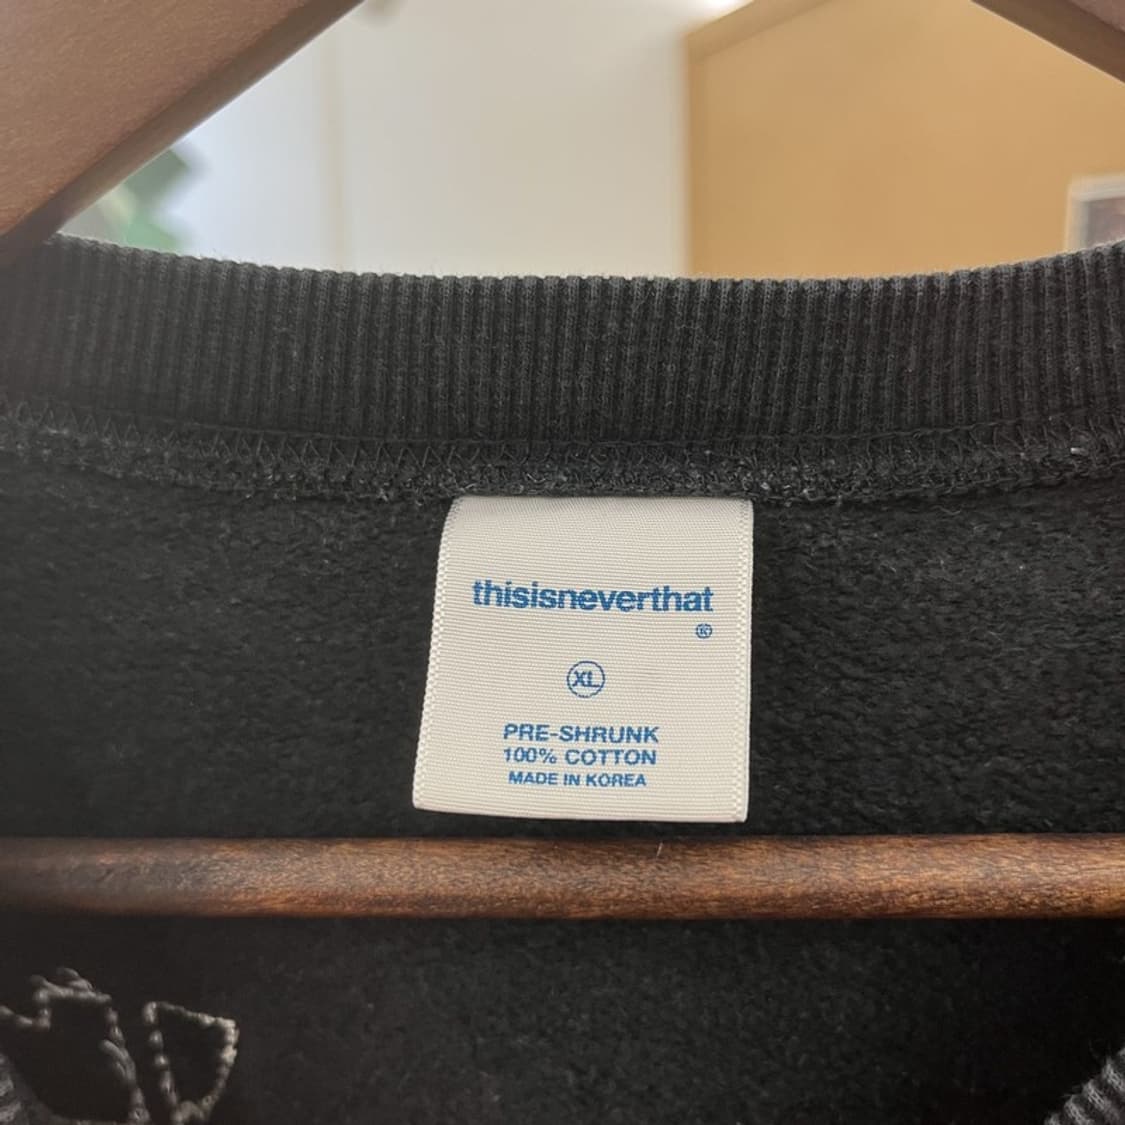 thisisneverthat
®
XL
PRE-SHRUNK
100% COTTON
MADE IN KOREA